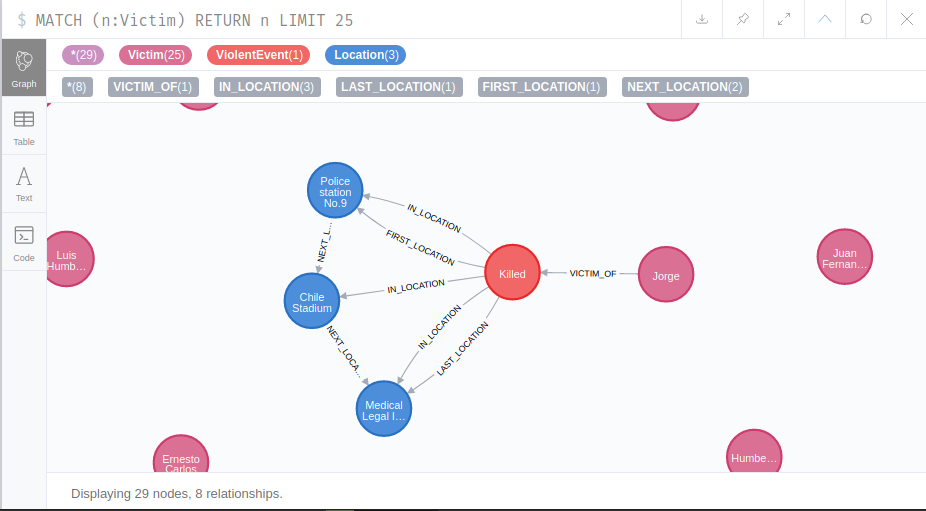 $ MATCH (n:Victim) RETURN n LIMIT 25
*(29) Victim(25) ViolentEvent(1) Location(3)
*(8) VICTIM_OF(1) IN_LOCATION(3) LAST_LOCATION(1) FIRST_LOCATION(1) NEXT_LOCATION(2)
Graph
Table
Text
Code
Police
station
No.9
IN_LOCATION
FIRST_LOCATION
NEXT_L...
Luis
Humb...
Killed
VICTIM_OF
Jorge
Juan
Fernan...
Chile
Stadium
IN_LOCATION
NEXT_LOCA...
IN_LOCATION
LAST_LOCATION
Medical
Legal I...
Ernesto
Carlos
Humbe...
Displaying 29 nodes, 8 relationships.